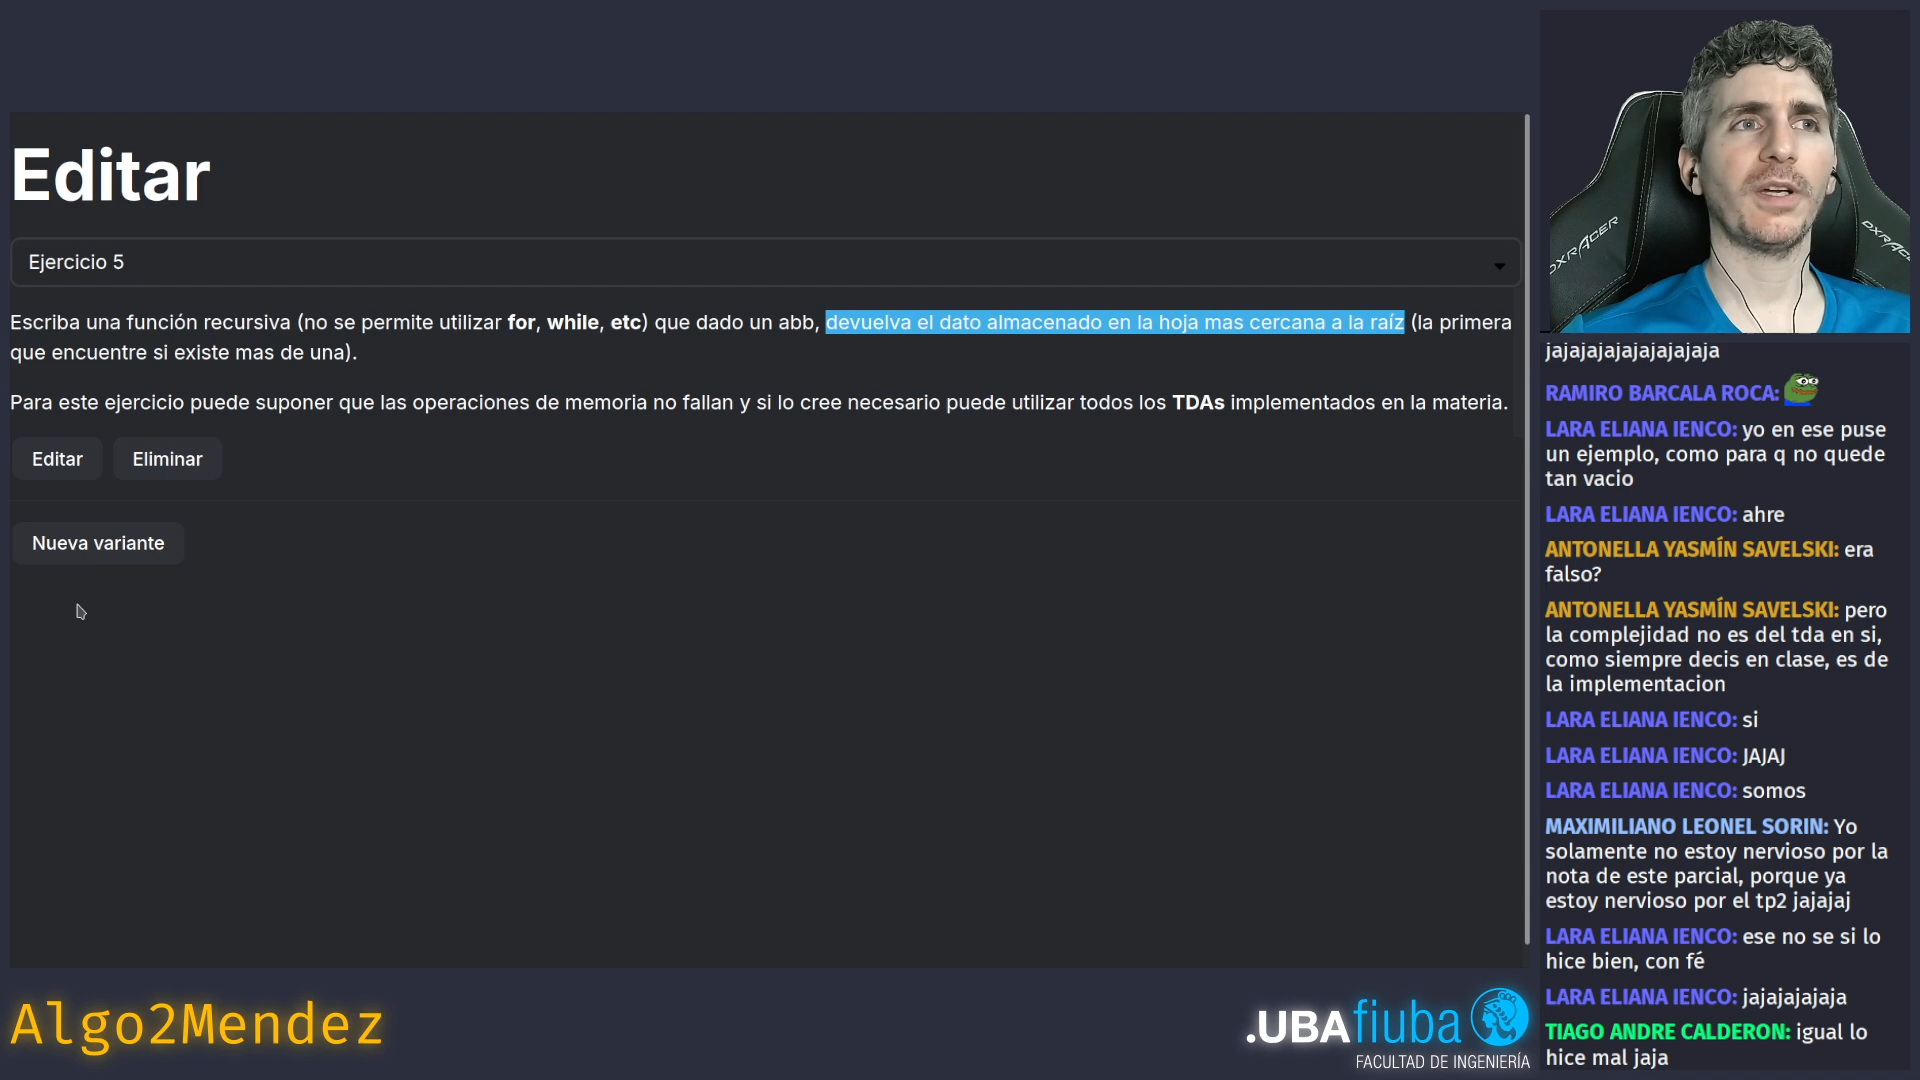 Editar
Ejercicio 5
Escriba una función recursiva (no se permite utilizar for, while, etc) que dado un abb, devuelva el dato almacenado en la hoja mas cercana a la raíz (la primera
que encuentre si existe mas de una).
Para este ejercicio puede suponer que las operaciones de memoria no fallan y si lo cree necesario puede utilizar todos los TDAs implementados en la materia.
Editar
Eliminar
Nueva variante
DXRACER
DXRAC
jajajajajajajajajaja
RAMIRO BARCALA ROCA:
LARA ELIANA IENCO: yo en ese puse
un ejemplo, como para q no quede
tan vacio
LARA ELIANA IENCO: ahre
ANTONELLA YASMÍN SAVELSKI: era
falso?
ANTONELLA YASMÍN SAVELSKI: pero
la complejidad no es del tda en si,
como siempre decis en clase, es de
la implementacion
LARA ELIANA IENCO: si
LARA ELIANA IENCO: JAJAJ
LARA ELIANA IENCO: somos
MAXIMILIANO LEONEL SORIN: Yo
solamente no estoy nervioso por la
nota de este parcial, porque ya
estoy nervioso por el tp2 jajajaj
LARA ELIANA IENCO: ese no se si lo
hice bien, con fé
LARA ELIANA IENCO: jajajajajaja
TIAGO ANDRE CALDERON: igual lo
hice mal jaja
Algo2Mendez
.UBAfiuba
FACULTAD DE INGENIERÍA